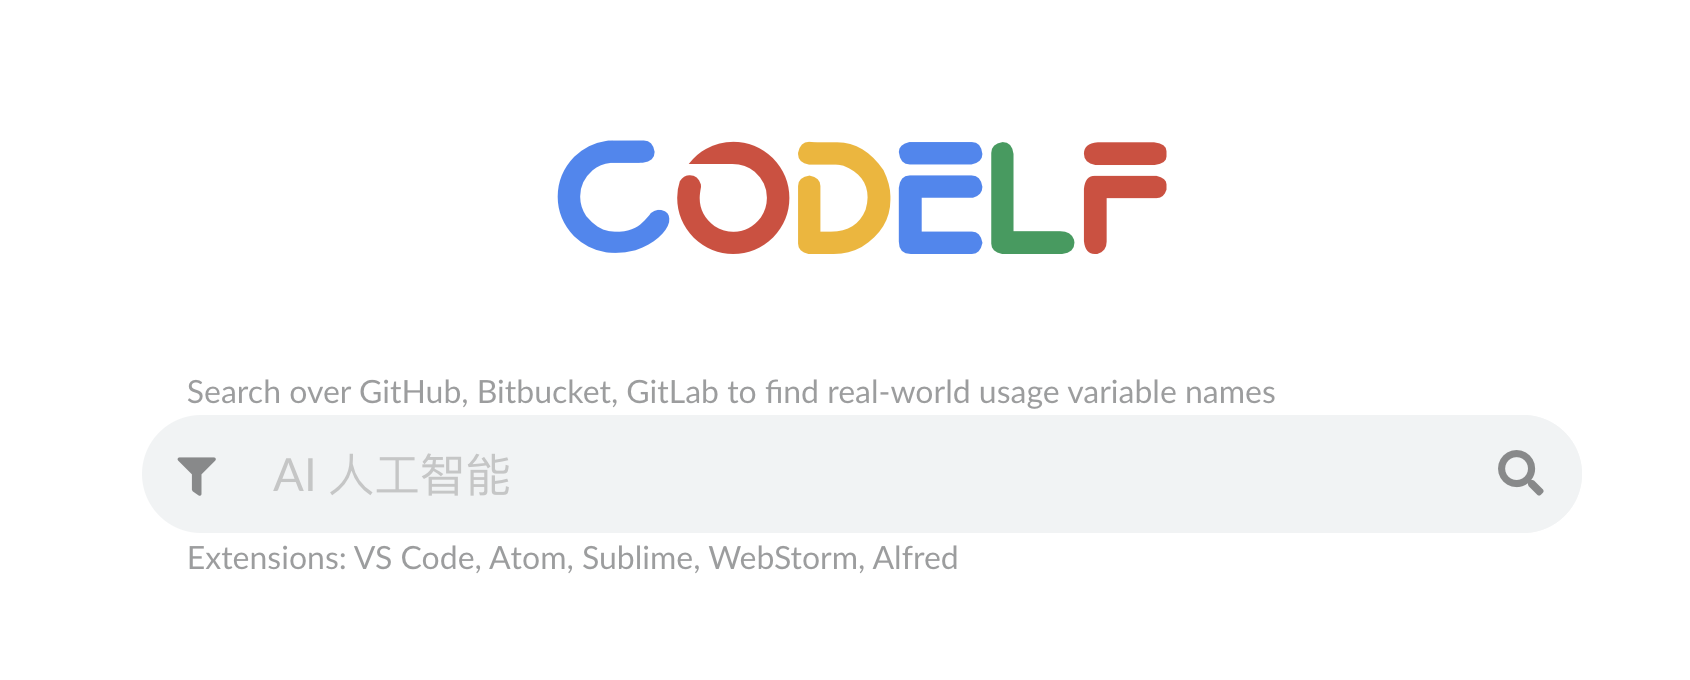 CODELF
Search over GitHub, Bitbucket, GitLab to find real-world usage variable names
AI 人工智能
Extensions: VS Code, Atom, Sublime, WebStorm, Alfred